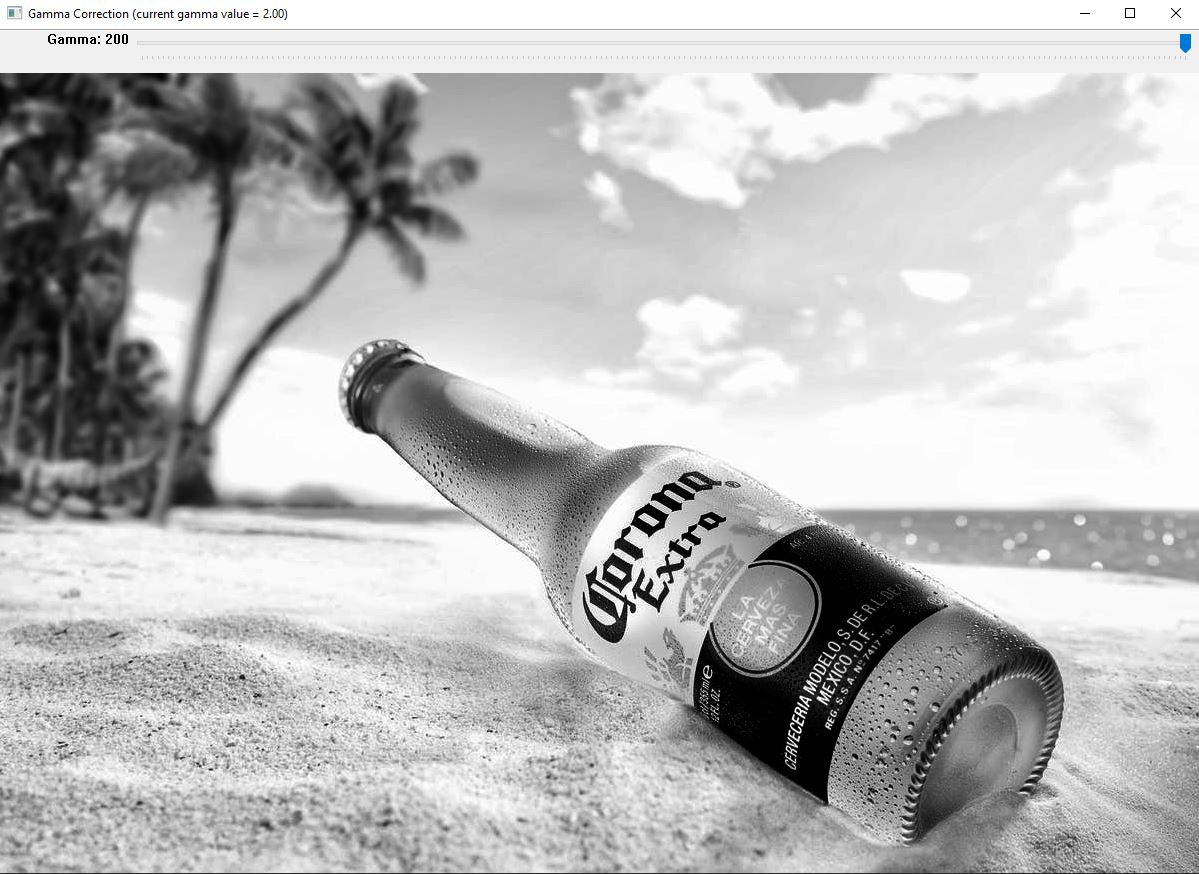 Gamma Correction (current gamma value = 2.00)
Gamma: 200
Corona®
Extra
LA
CERVEZA
MAS
FINA
CERVECERIA MODELO, S. DE R.L. DE C.V.
MEXICO, D.F.
REG. S.S.A. Nº 7417 "B"
355 ml e
12 FL. OZ.